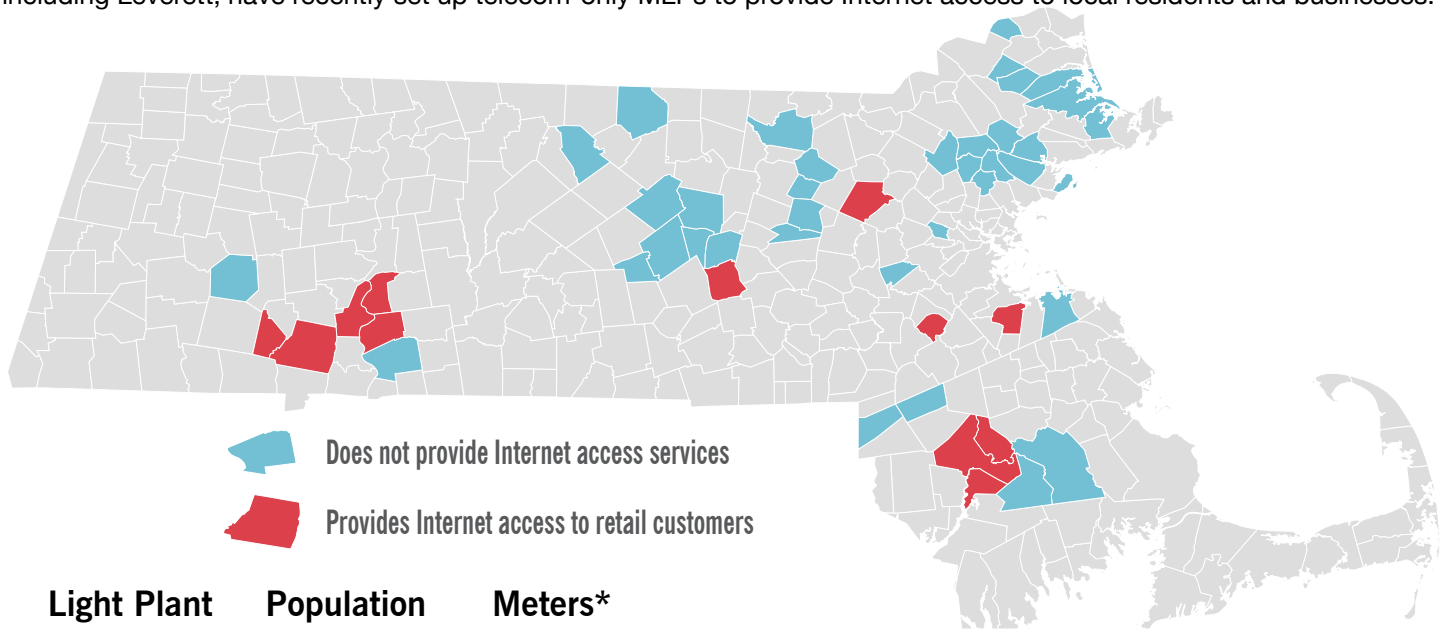 including Leverett, have recently set up telecom-only MLPs to provide Internet access to local residents and businesses.
Does not provide Internet access services
Provides Internet access to retail customers
Light Plant Population Meters*